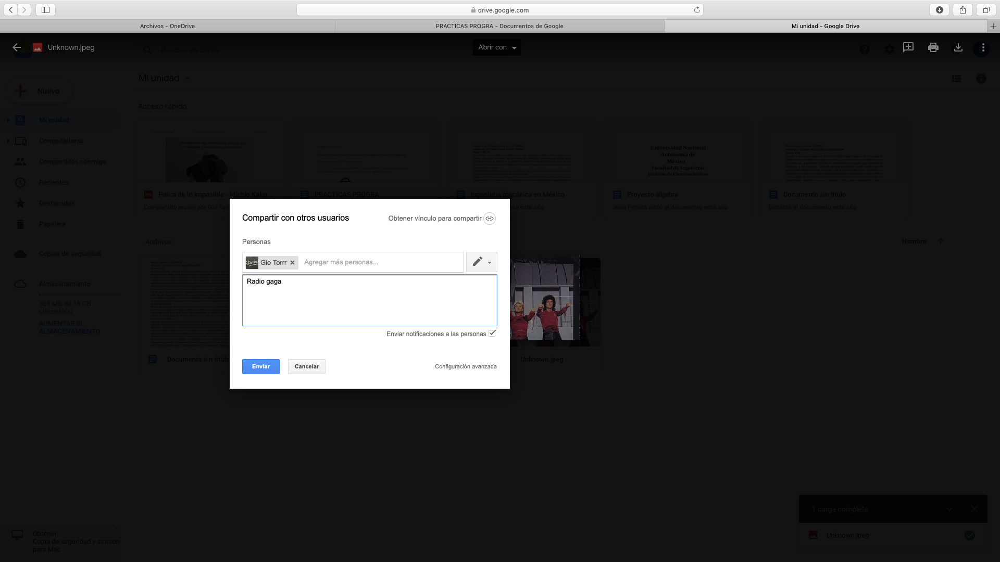 drive.google.com
Archivos - OneDrive
PRACTICAS PROGRA - Documentos de Google
Mi unidad - Google Drive
Unknown.jpeg
Buscar en Drive
Abrir con
Mi unidad
Nuevo
Acceso rápido
Mi unidad
Computadoras
Compartidos conmigo
Recientes
Destacados
Papelera
Copias de seguridad
Almacenamiento
365 MB de 15 GB
utilizado(s)
AUMENTAR EL
ALMACENAMIENTO
Universidad Nacional
Autónoma de
México
Facultad de Ingeniería
División de Ciencias Básicas
Física de lo imposible - Michio Kaku...
Compartido recién por Gio Torr
PRACTICAS PROGRA
Ingeniería mecánica en México
este año
Proyecto álgebra
Juan Peraza editó el documento este año
Documento sin título
Editaste el documento este año
Archivos
Nombre
Compartir con otros usuarios
Obtener vínculo para compartir
Personas
Gio Torrr
Agregar más personas...
Radio gaga
Enviar notificaciones a las personas
Enviar
Cancelar
Configuración avanzada
Documento sin título
Unknown.jpeg
1 carga completa
Unknown.jpeg
Obtener
Copia de seguridad y sincron
para Mac